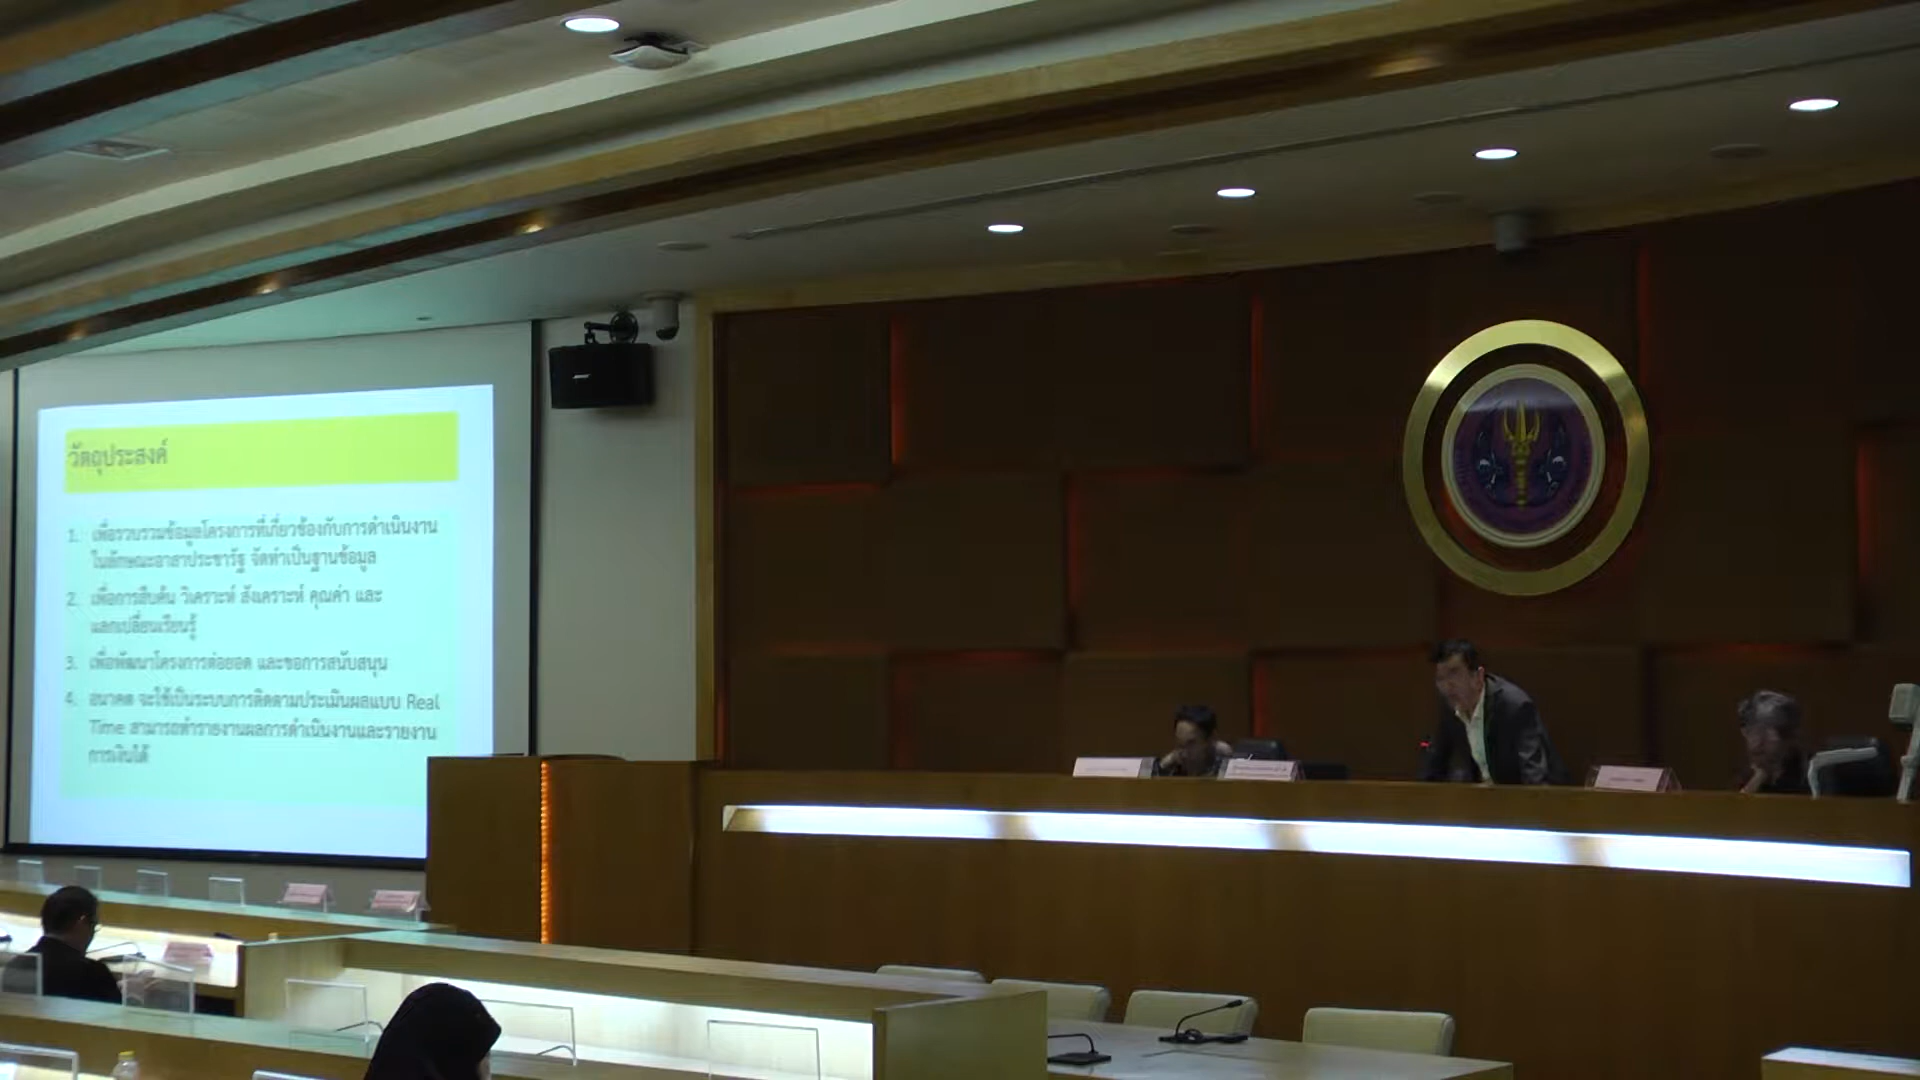 วัตถุประสงค์
1. เพื่อรวบรวมข้อมูลโครงการที่เกี่ยวข้องกับการดำเนินงาน
ในลักษณะอาสาประชารัฐ จัดทำเป็นฐานข้อมูล
2. เพื่อการสืบค้น วิเคราะห์ สังเคราะห์ คุณค่า และ
แลกเปลี่ยนเรียนรู้
3. เพื่อพัฒนาโครงการต่อยอด และขอการสนับสนุน
4. อนาคต จะใช้เป็นระบบการติดตามประเมินผลแบบ Real
Time สามารถทำรายงานผลการดำเนินงานและรายงาน
การเงินได้